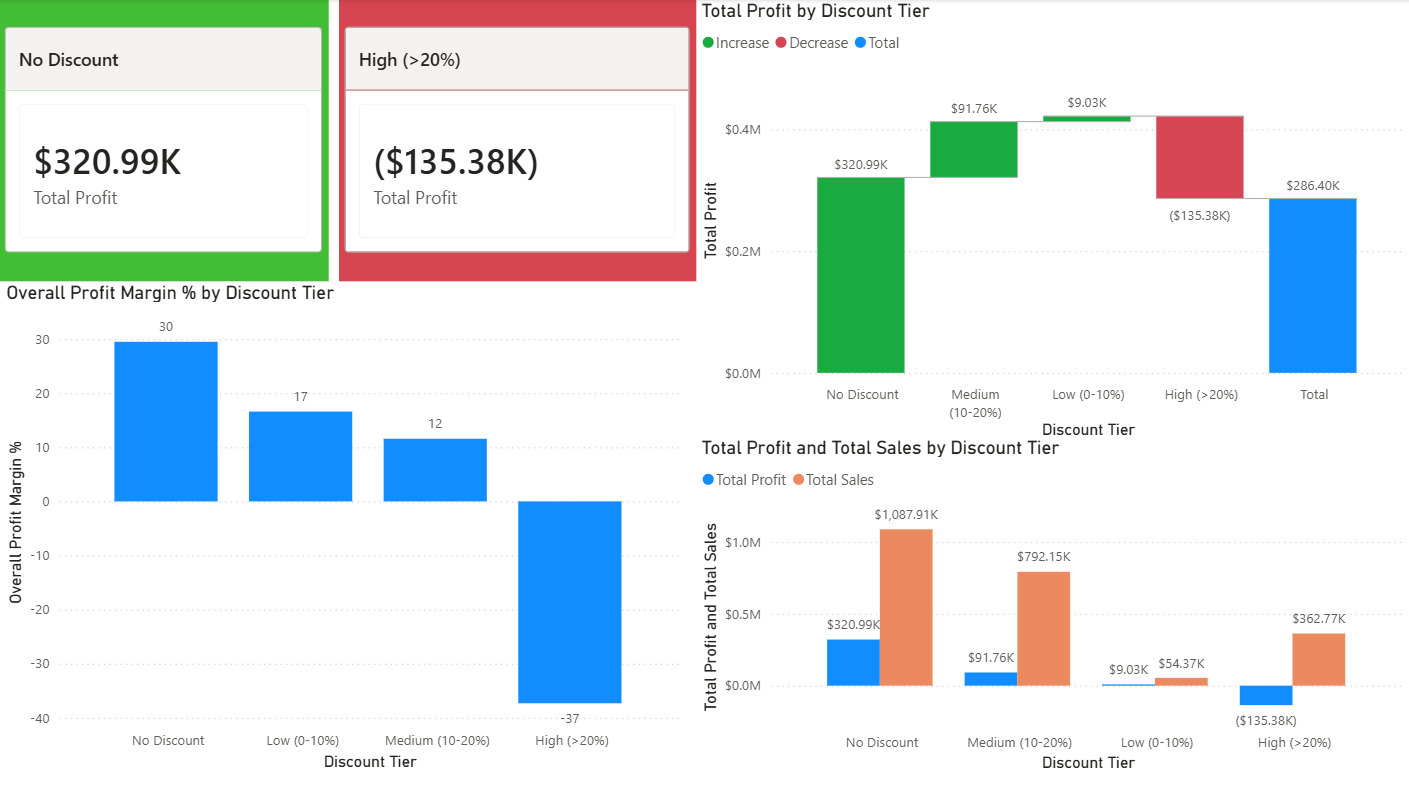 No Discount
$320.99K
Total Profit
High (>20%)
($135.38K)
Total Profit
Total Profit by Discount Tier
Increase Decrease Total
Total Profit
$0.4M
$0.2M
$0.0M
$320.99K
$91.76K
$9.03K
($135.38K)
$286.40K
No Discount
Medium
(10-20%)
Low (0-10%)
High (>20%)
Total
Discount Tier
Overall Profit Margin % by Discount Tier
Overall Profit Margin %
30
20
10
0
-10
-20
-30
-40
30
17
12
-37
No Discount
Low (0-10%)
Medium (10-20%)
High (>20%)
Discount Tier
Total Profit and Total Sales by Discount Tier
Total Profit Total Sales
Total Profit and Total Sales
$1.0M
$0.5M
$0.0M
$320.99K
$1,087.91K
$91.76K
$792.15K
$9.03K
$54.37K
($135.38K)
$362.77K
No Discount
Medium (10-20%)
Low (0-10%)
High (>20%)
Discount Tier